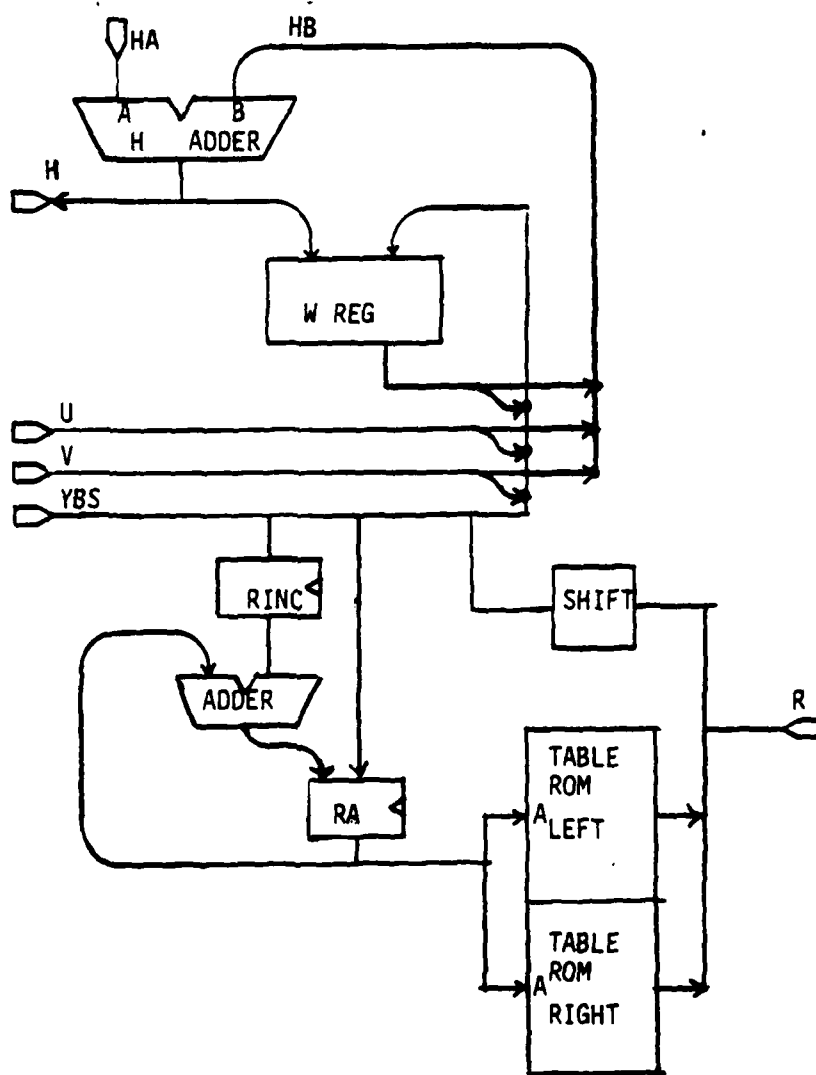 HA
HB
A
B
H ADDER
H
W REG
U
V
YBS
RINC
SHIFT
ADDER
R
TABLE
ROM
A
LEFT
RA
TABLE
ROM
A
RIGHT